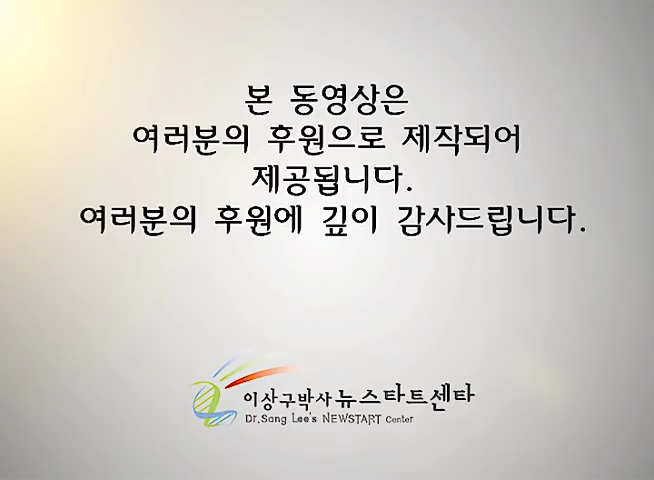 본 동영상은
여러분의 후원으로 제작되어
제공됩니다.
여러분의 후원에 깊이 감사드립니다.
이상구박사 뉴스타트센타
Dr.Sang Lee's NEWSTART Center